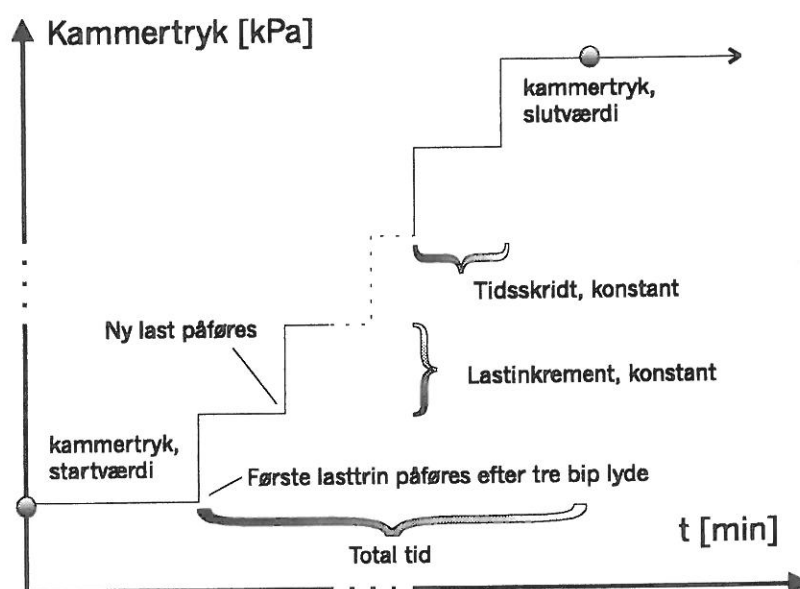 Kammertryk [kPa]
kammertryk,
slutværdi
Tidsskridt, konstant
Ny last påføres
Lastinkrement, konstant
kammertryk,
startværdi
Første lasttrin påføres efter tre bip lyde
t [min]
Total tid